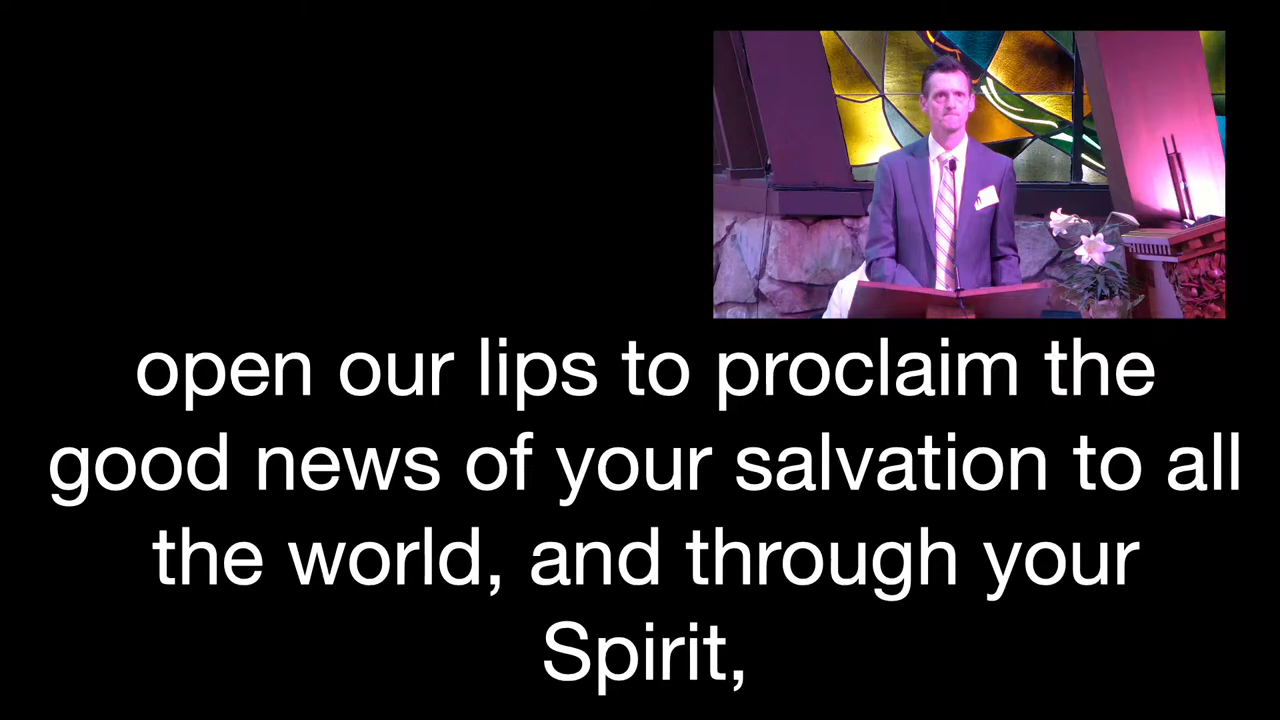 open our lips to proclaim the
good news of your salvation to all
the world, and through your
Spirit,